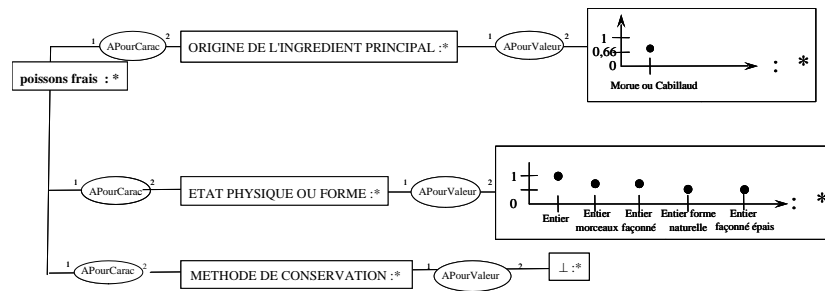 1 APourCarac 2 ORIGINE DE L'INGREDIENT PRINCIPAL :* 1 APourValeur 2
1
0,66
0
Morue ou Cabillaud
: *
poissons frais : *
1 APourCarac 2 ETAT PHYSIQUE OU FORME :* 1 APourValeur 2
1
0
Entier
Entier
morceaux
Entier
façonné
Entier forme
naturelle
Entier
façonné épais
: *
1 APourCarac 2 METHODE DE CONSERVATION :* 1 APourValeur 2 ⊥ :*